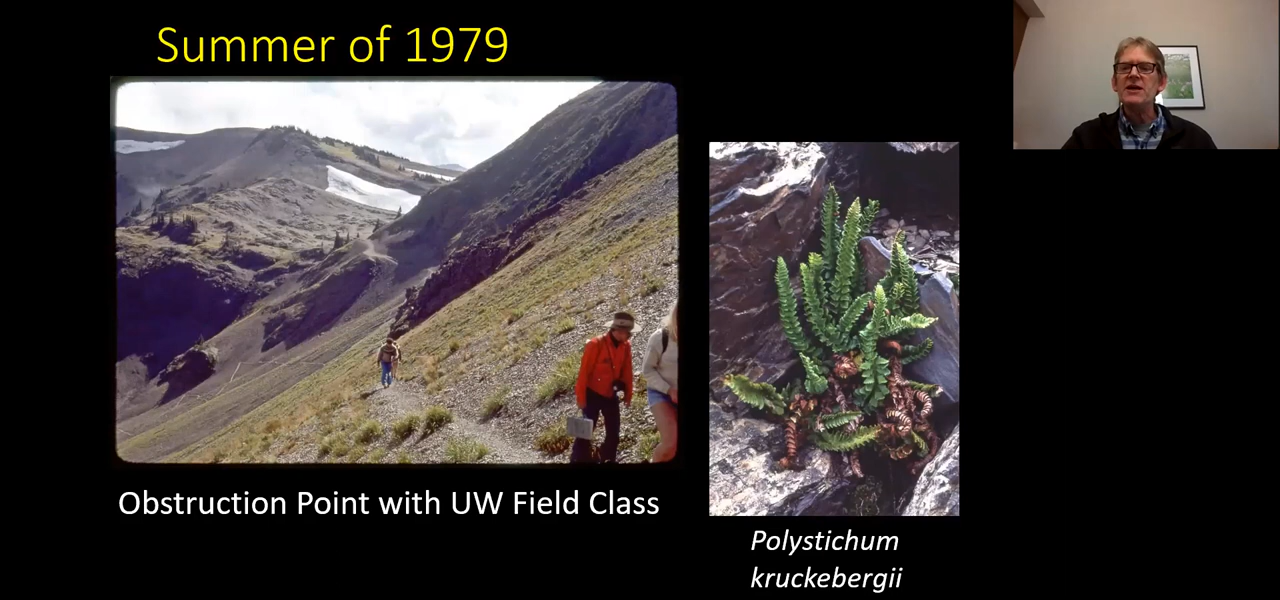 Summer of 1979
Obstruction Point with UW Field Class
Polystichum
kruckebergii